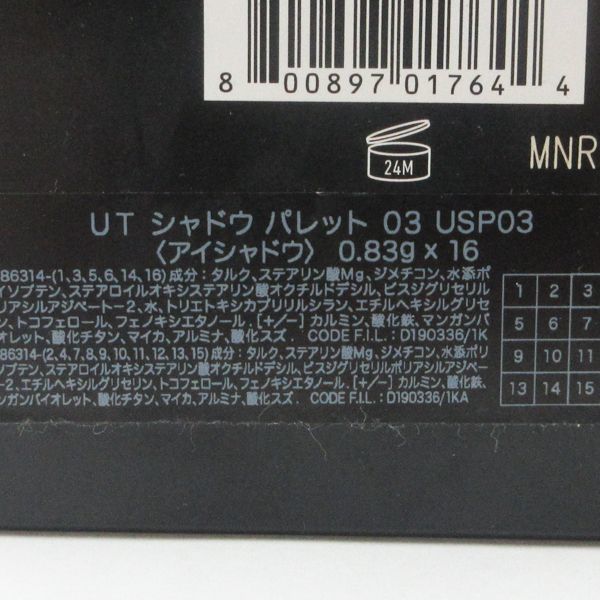 8 00897 01764 4
24M
MNR
UT シャドウ パレット 03 USP03
〈アイシャドウ〉 0.83g x 16
86314-(1,3,5,6,14,16)成分：タルク、ステアリン酸Mg、ジメチコン、水添ポ
イソブテン、ステアロイルオキシステアリン酸オクチルドデシル、ビスジグリセリル
リアシルアジペート-2、水、トリエトキシカプリリルシラン、エチルヘキシルグリセ
ン、トコフェロール、フェノキシエタノール、[+/-] カルミン、酸化鉄、マンガンバ
イオレット、酸化チタン、マイカ、アルミナ、酸化スズ CODE F.I.L.：D190336/1K
86314-(2,4,7,8,9,10,11,12,13,15)成分：タルク、ステアリン酸Mg、ジメチコン、水添ポ
イソブテン、ステアロイルオキシステアリン酸オクチルドデシル、ビスジグリセリルポリアシルアジペ
ー-2、エチルヘキシルグリセリン、トコフェロール、フェノキシエタノール、[+/-] カルミン、酸化鉄、
マンガンバイオレット、酸化チタン、マイカ、アルミナ、酸化スズ CODE F.I.L.：D190336/1KA
1 2 3
5 6 7
9 10 11
13 14 15